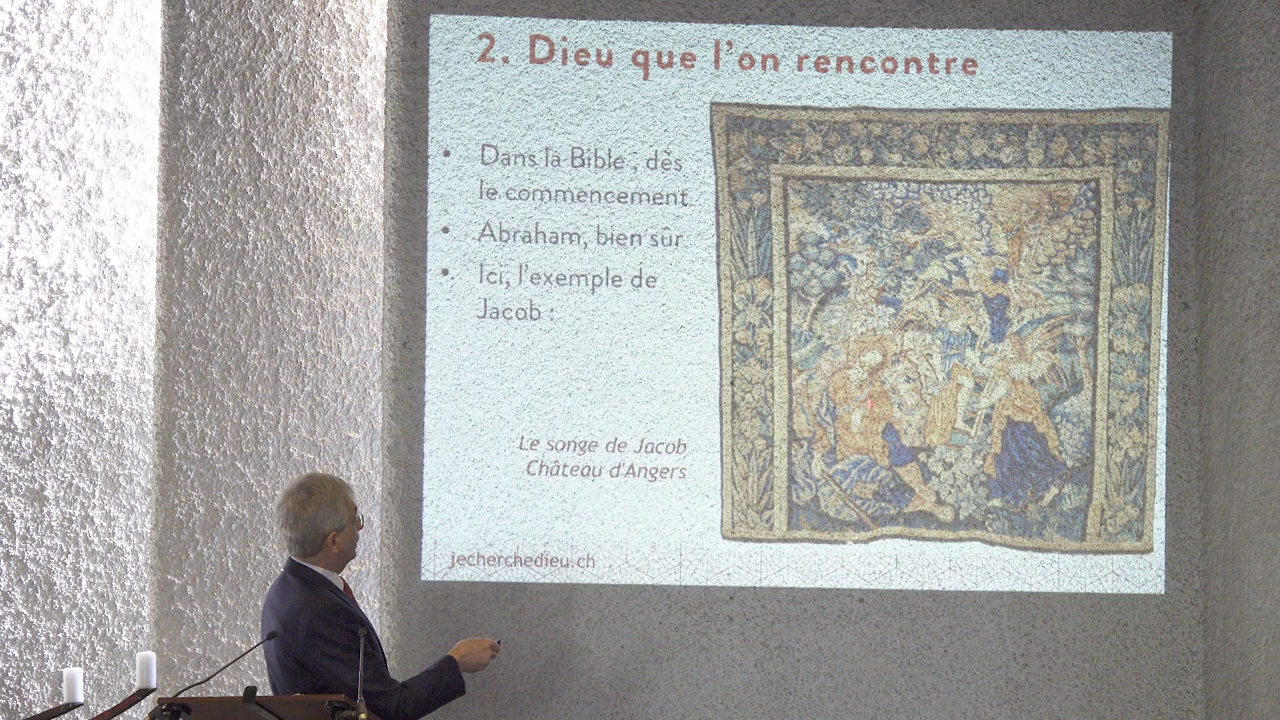 2. Dieu que l'on rencontre
• Dans la Bible , dès
le commencement
• Abraham, bien sûr
• Ici, l'exemple de
Jacob :
Le songe de Jacob
Château d'Angers
jecherchedieu.ch